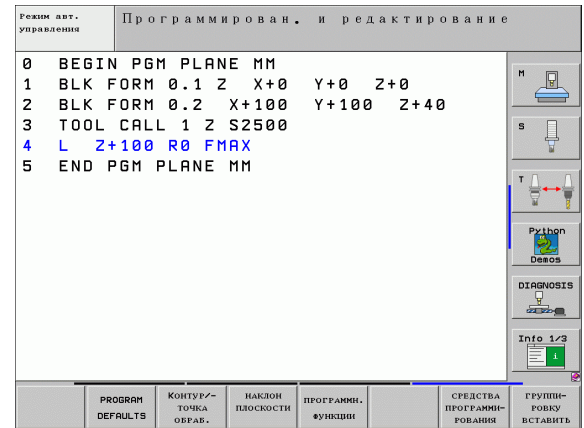 Режим авт.
управления
Программирован. и редактирование
0 BEGIN PGM PLANE MM
1 BLK FORM 0.1 Z X+0 Y+0 Z+0
2 BLK FORM 0.2 X+100 Y+100 Z+40
3 TOOL CALL 1 Z S2500
4 L Z+100 R0 FMAX
5 END PGM PLANE MM
M
S
T
Python
Demos
DIAGNOSIS
Info 1/3
i
PROGRAM
DEFAULTS
КОНТУР/-
ТОЧКА
ОБРАБ.
НАКЛОН
ПЛОСКОСТИ
ПРОГРАММН.
ФУНКЦИИ
СРЕДСТВА
ПРОГРАММИ-
РОВАНИЯ
ГРУППИ-
РОВКУ
ВСТАВИТЬ